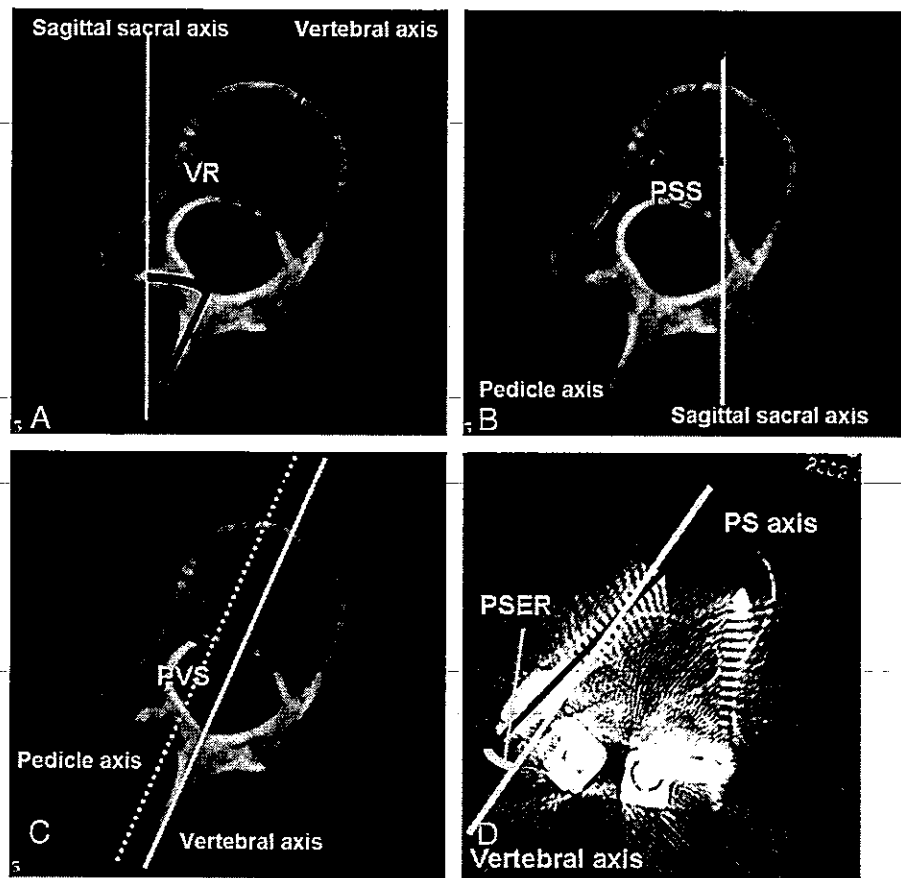 Sagittal sacral axis
Vertebral axis
VR
A
PSS
Pedicle axis
B
Sagittal sacral axis
PVS
Pedicle axis
C
Vertebral axis
2002
PS axis
PSER
D
Vertebral axis